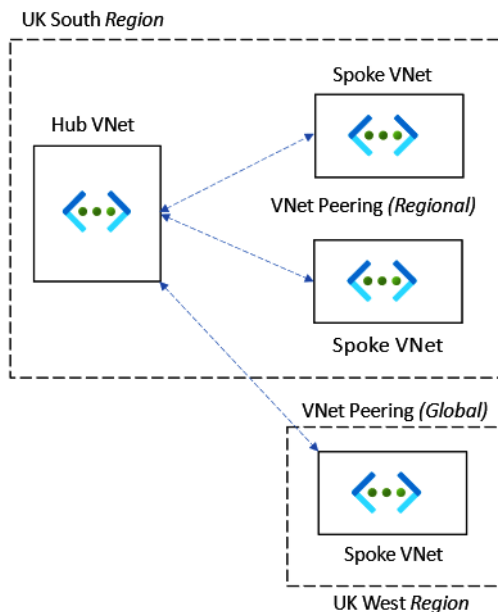 UK South Region
Spoke VNet
Hub VNet
VNet Peering (Regional)
Spoke VNet
VNet Peering (Global)
Spoke VNet
UK West Region